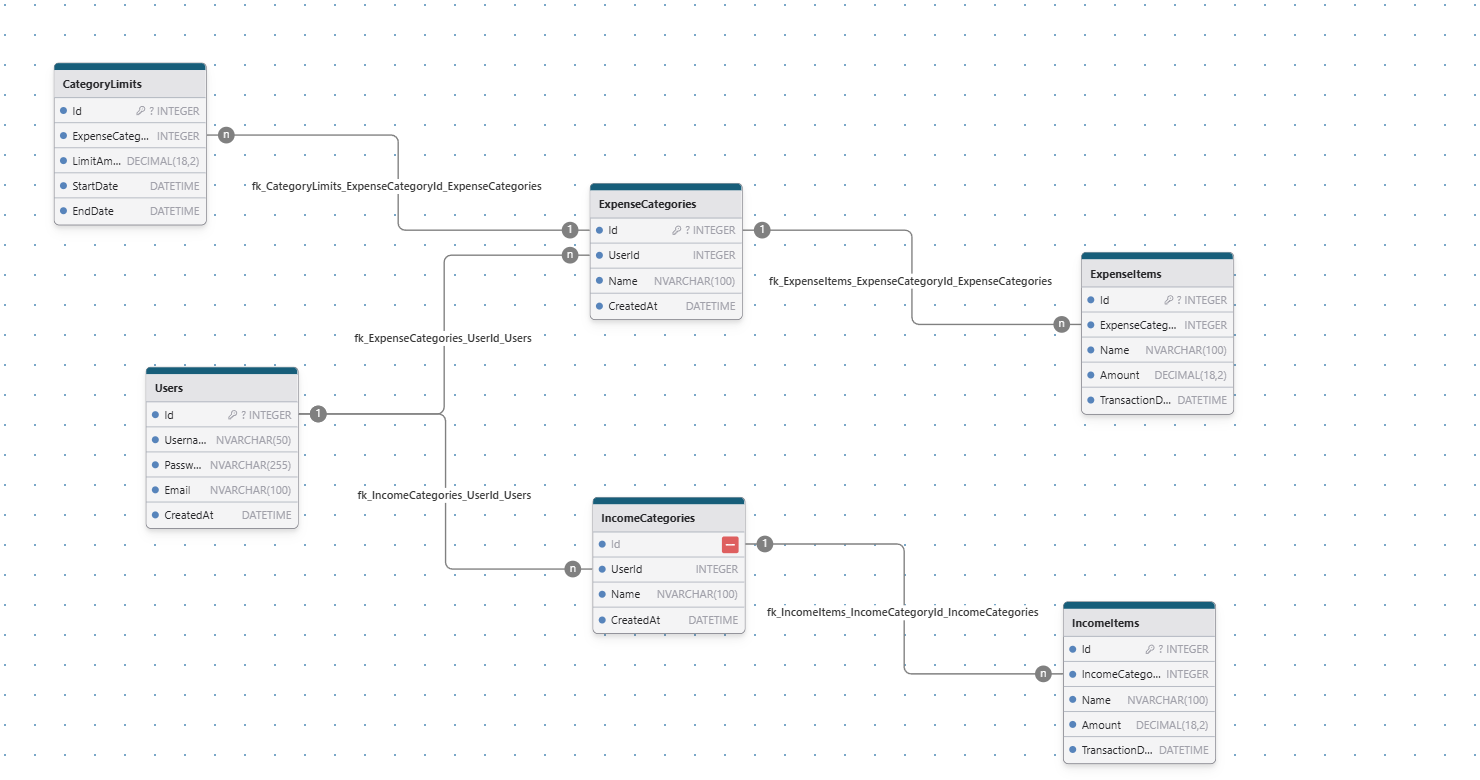 CategoryLimits
Id ? INTEGER
ExpenseCateg... INTEGER
LimitAm... DECIMAL(18,2)
StartDate DATETIME
EndDate DATETIME
n
fk_CategoryLimits_ExpenseCategoryId_ExpenseCategories
1
ExpenseCategories
Id ? INTEGER
UserId INTEGER
Name NVARCHAR(100)
CreatedAt DATETIME
n
1
fk_ExpenseItems_ExpenseCategoryId_ExpenseCategories
n
ExpenseItems
Id ? INTEGER
ExpenseCateg... INTEGER
Name NVARCHAR(100)
Amount DECIMAL(18,2)
TransactionD... DATETIME
fk_ExpenseCategories_UserId_Users
Users
Id ? INTEGER
Userna... NVARCHAR(50)
Passw... NVARCHAR(255)
Email NVARCHAR(100)
CreatedAt DATETIME
1
fk_IncomeCategories_UserId_Users
n
IncomeCategories
Id
UserId INTEGER
Name NVARCHAR(100)
CreatedAt DATETIME
1
fk_IncomeItems_IncomeCategoryId_IncomeCategories
n
IncomeItems
Id ? INTEGER
IncomeCatego... INTEGER
Name NVARCHAR(100)
Amount DECIMAL(18,2)
TransactionD... DATETIME